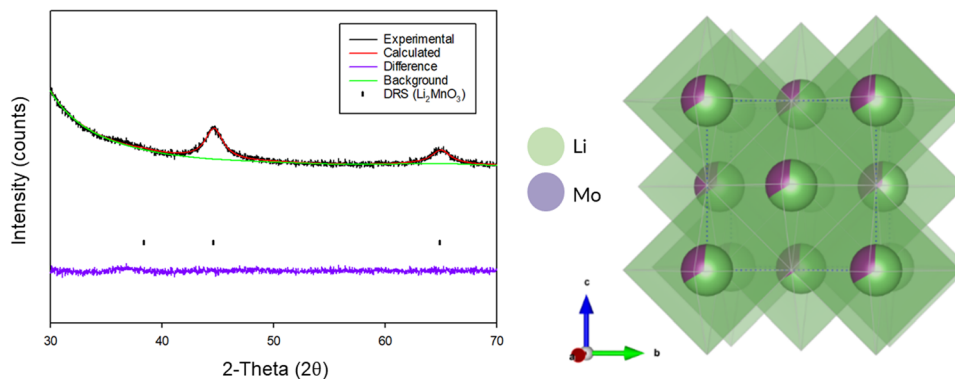 Experimental
Calculated
Difference
Background
DRS (Li₂MnO₃)
Intensity (counts)
30 40 50 60 70
2-Theta (2θ)
Li
Mo
c
a
b